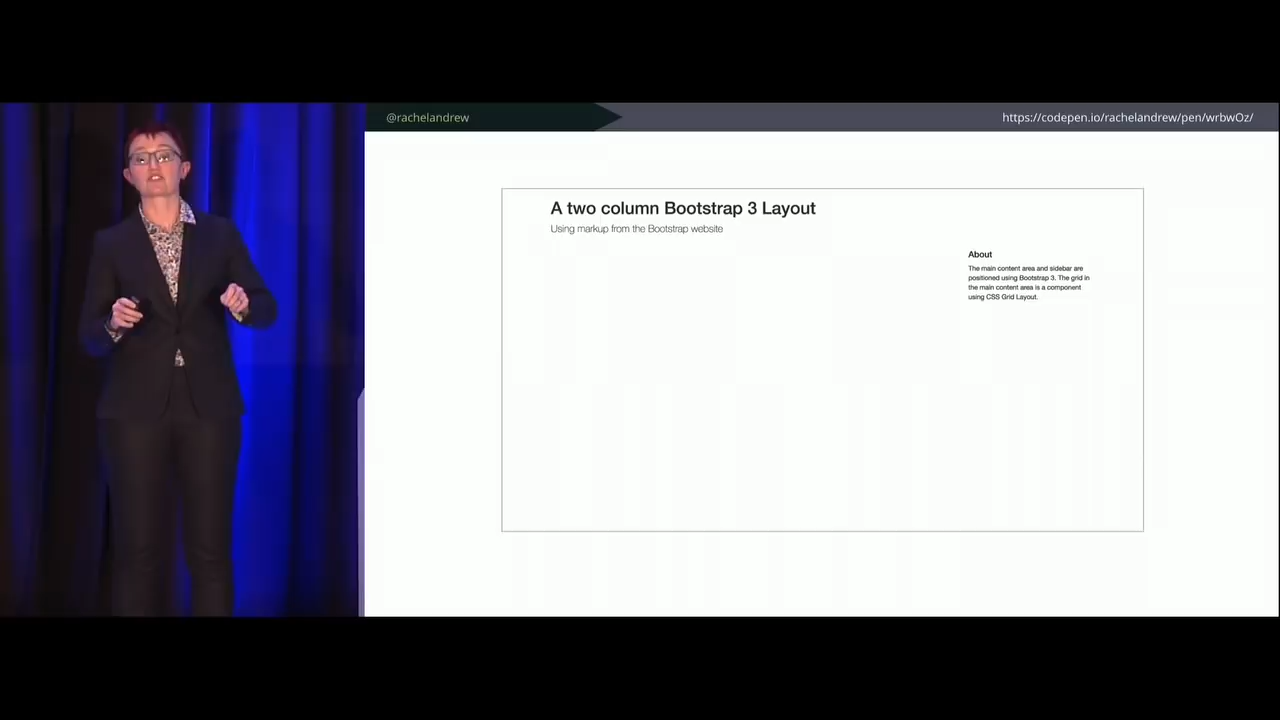 @rachelandrew
https://codepen.io/rachelandrew/pen/wrbwOz/
A two column Bootstrap 3 Layout
Using markup from the Bootstrap website
About
The main content area and sidebar are
positioned using Bootstrap 3. The grid in
the main content area is a component
using CSS Grid Layout.